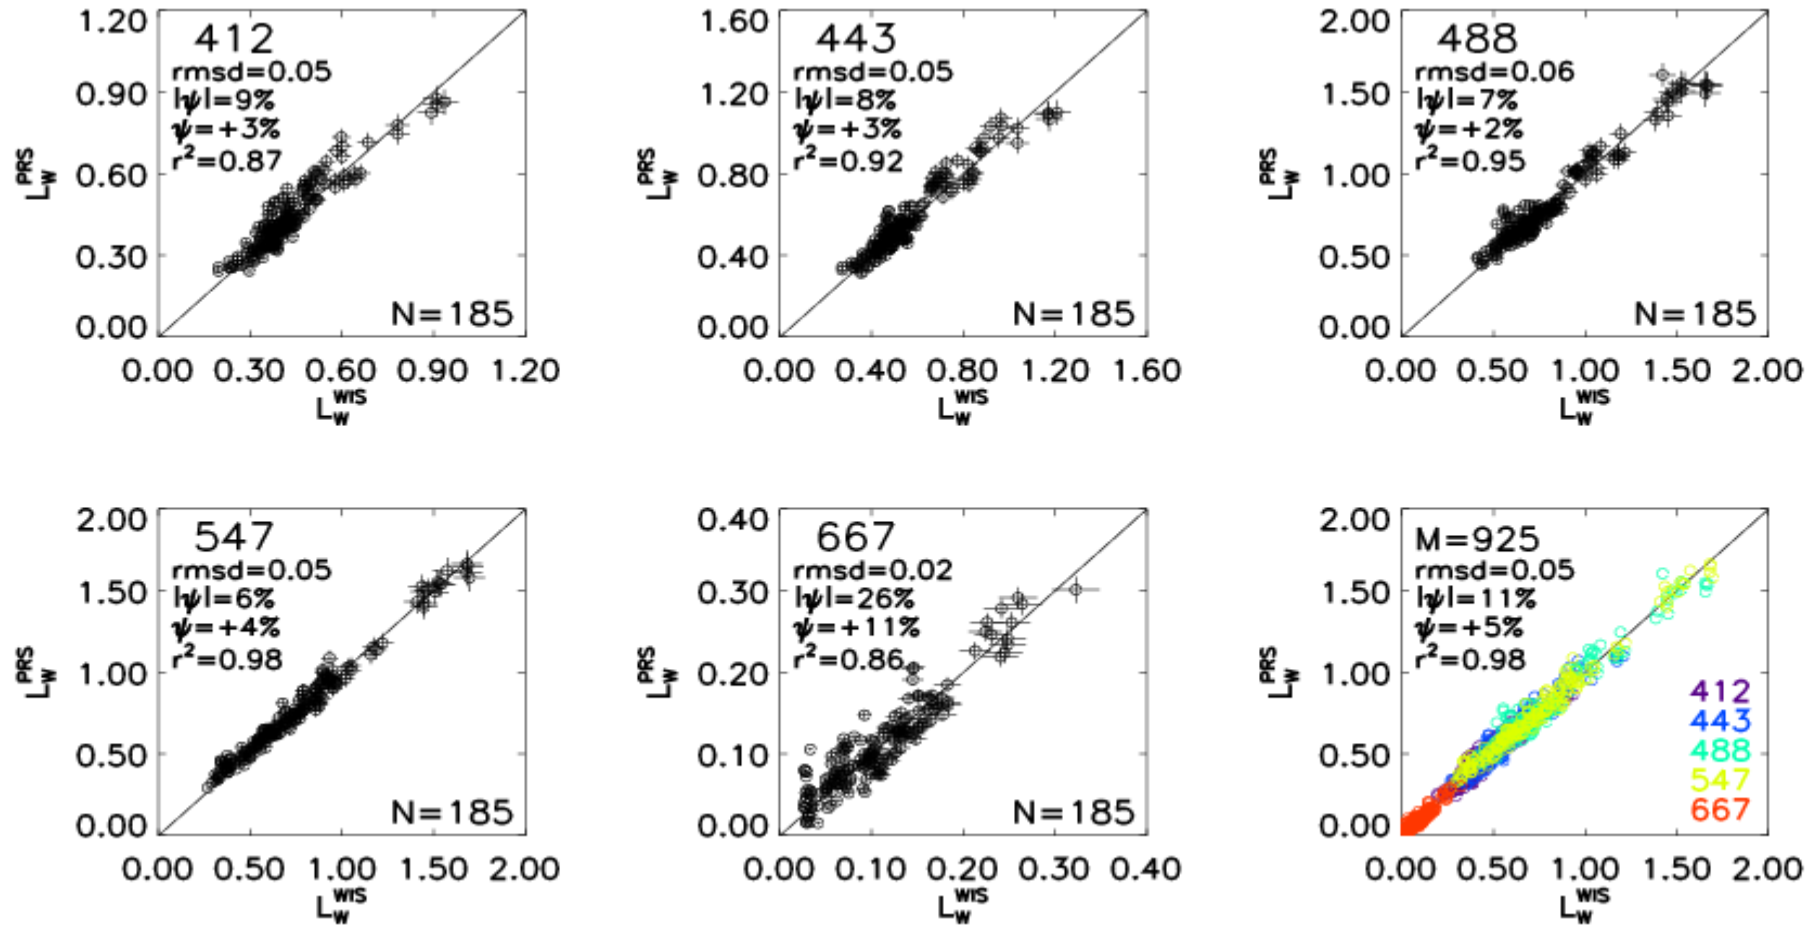 1.20
0.90
0.60
0.30
0.00
L_W^PRS
412
rmsd=0.05
|ψ|=9%
ψ=+3%
r²=0.87
N=185
0.00 0.30 0.60 0.90 1.20
L_W^WIS
1.60
1.20
0.80
0.40
0.00
L_W^PRS
443
rmsd=0.05
|ψ|=8%
ψ=+3%
r²=0.92
N=185
0.00 0.40 0.80 1.20 1.60
L_W^WIS
2.00
1.50
1.00
0.50
0.00
L_W^PRS
488
rmsd=0.06
|ψ|=7%
ψ=+2%
r²=0.95
N=185
0.00 0.50 1.00 1.50 2.00
L_W^WIS
2.00
1.50
1.00
0.50
0.00
L_W^PRS
547
rmsd=0.05
|ψ|=6%
ψ=+4%
r²=0.98
N=185
0.00 0.50 1.00 1.50 2.00
L_W^WIS
0.40
0.30
0.20
0.10
0.00
L_W^PRS
667
rmsd=0.02
|ψ|=26%
ψ=+11%
r²=0.86
N=185
0.00 0.10 0.20 0.30 0.40
L_W^WIS
2.00
1.50
1.00
0.50
0.00
L_W^PRS
M=925
rmsd=0.05
|ψ|=11%
ψ=+5%
r²=0.98
412
443
488
547
667
0.00 0.50 1.00 1.50 2.00
L_W^WIS